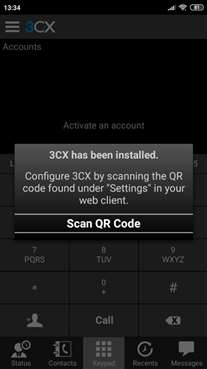 13:34
3CX
Accounts
Activate an account
3CX has been installed.
Configure 3CX by scanning the QR
code found under "Settings" in your
web client.
Scan QR Code
7 8 9
PQRS TUV WXYZ
* 0 #
+
Call
Status Contacts Keypad Recents Messages